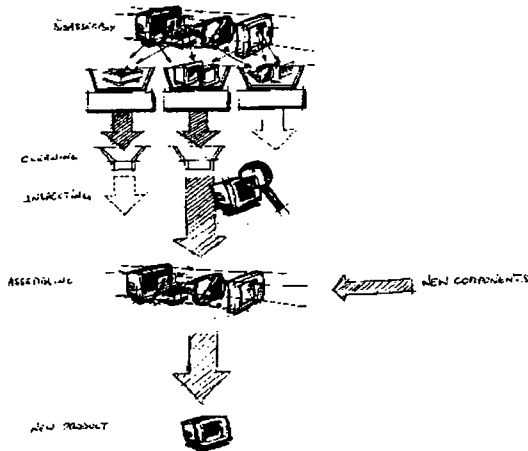 DISASSEMBLY
CLEANING
INSPECTING
ASSEMBLING
NEW COMPONENTS
NEW PRODUCT